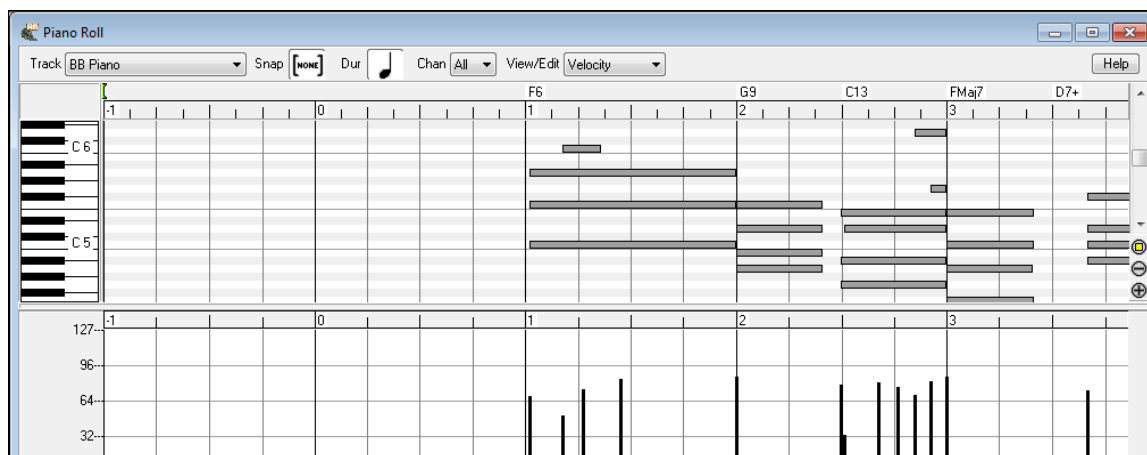 Piano Roll
Track BB Piano Snap [NONE] Dur Chan All View/Edit Velocity Help
F6 G9 C13 FMaj7 D7+
-1 0 1 2 3
C 6
C 5
-1 0 1 2 3
127
96
64
32